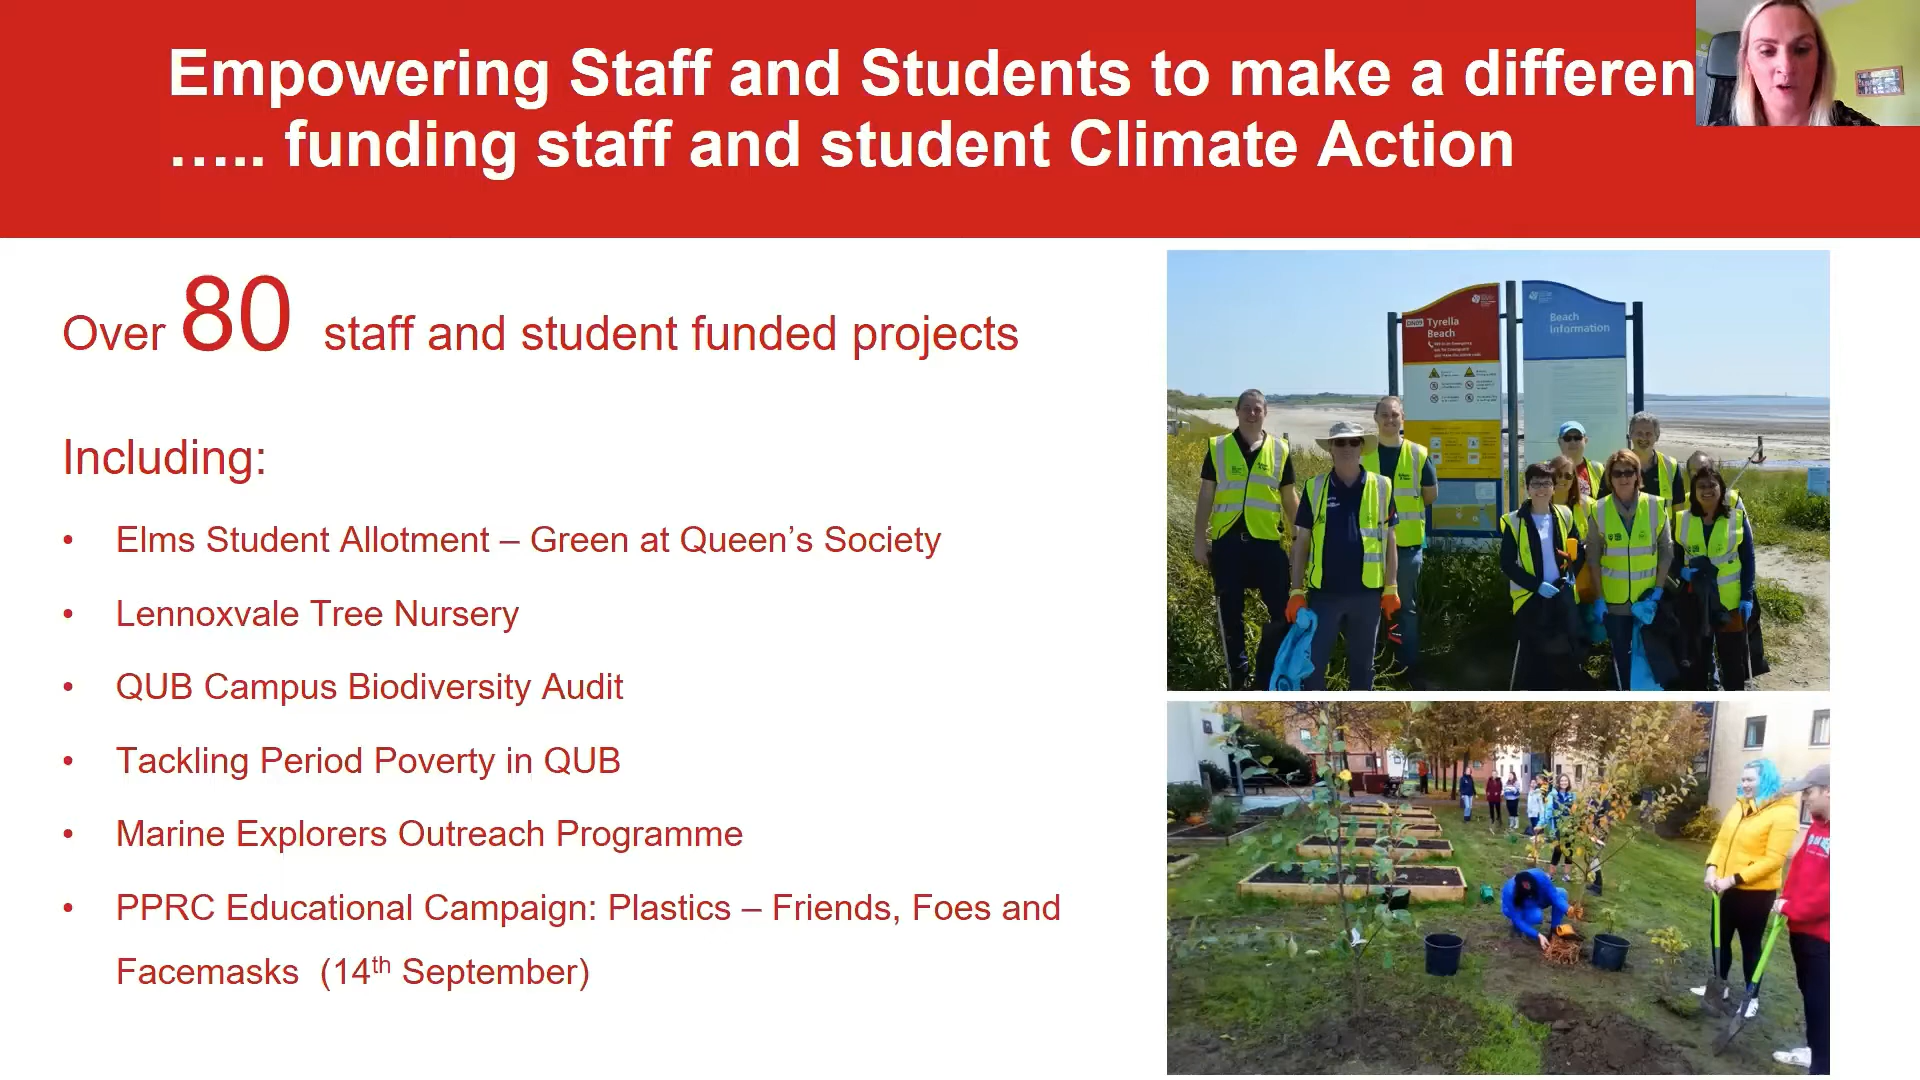 Empowering Staff and Students to make a differen
….. funding staff and student Climate Action
Over 80 staff and student funded projects
Including:
• Elms Student Allotment – Green at Queen’s Society
• Lennoxvale Tree Nursery
• QUB Campus Biodiversity Audit
• Tackling Period Poverty in QUB
• Marine Explorers Outreach Programme
• PPRC Educational Campaign: Plastics – Friends, Foes and
Facemasks (14th September)
Tyrella
Beach
Beach
Information